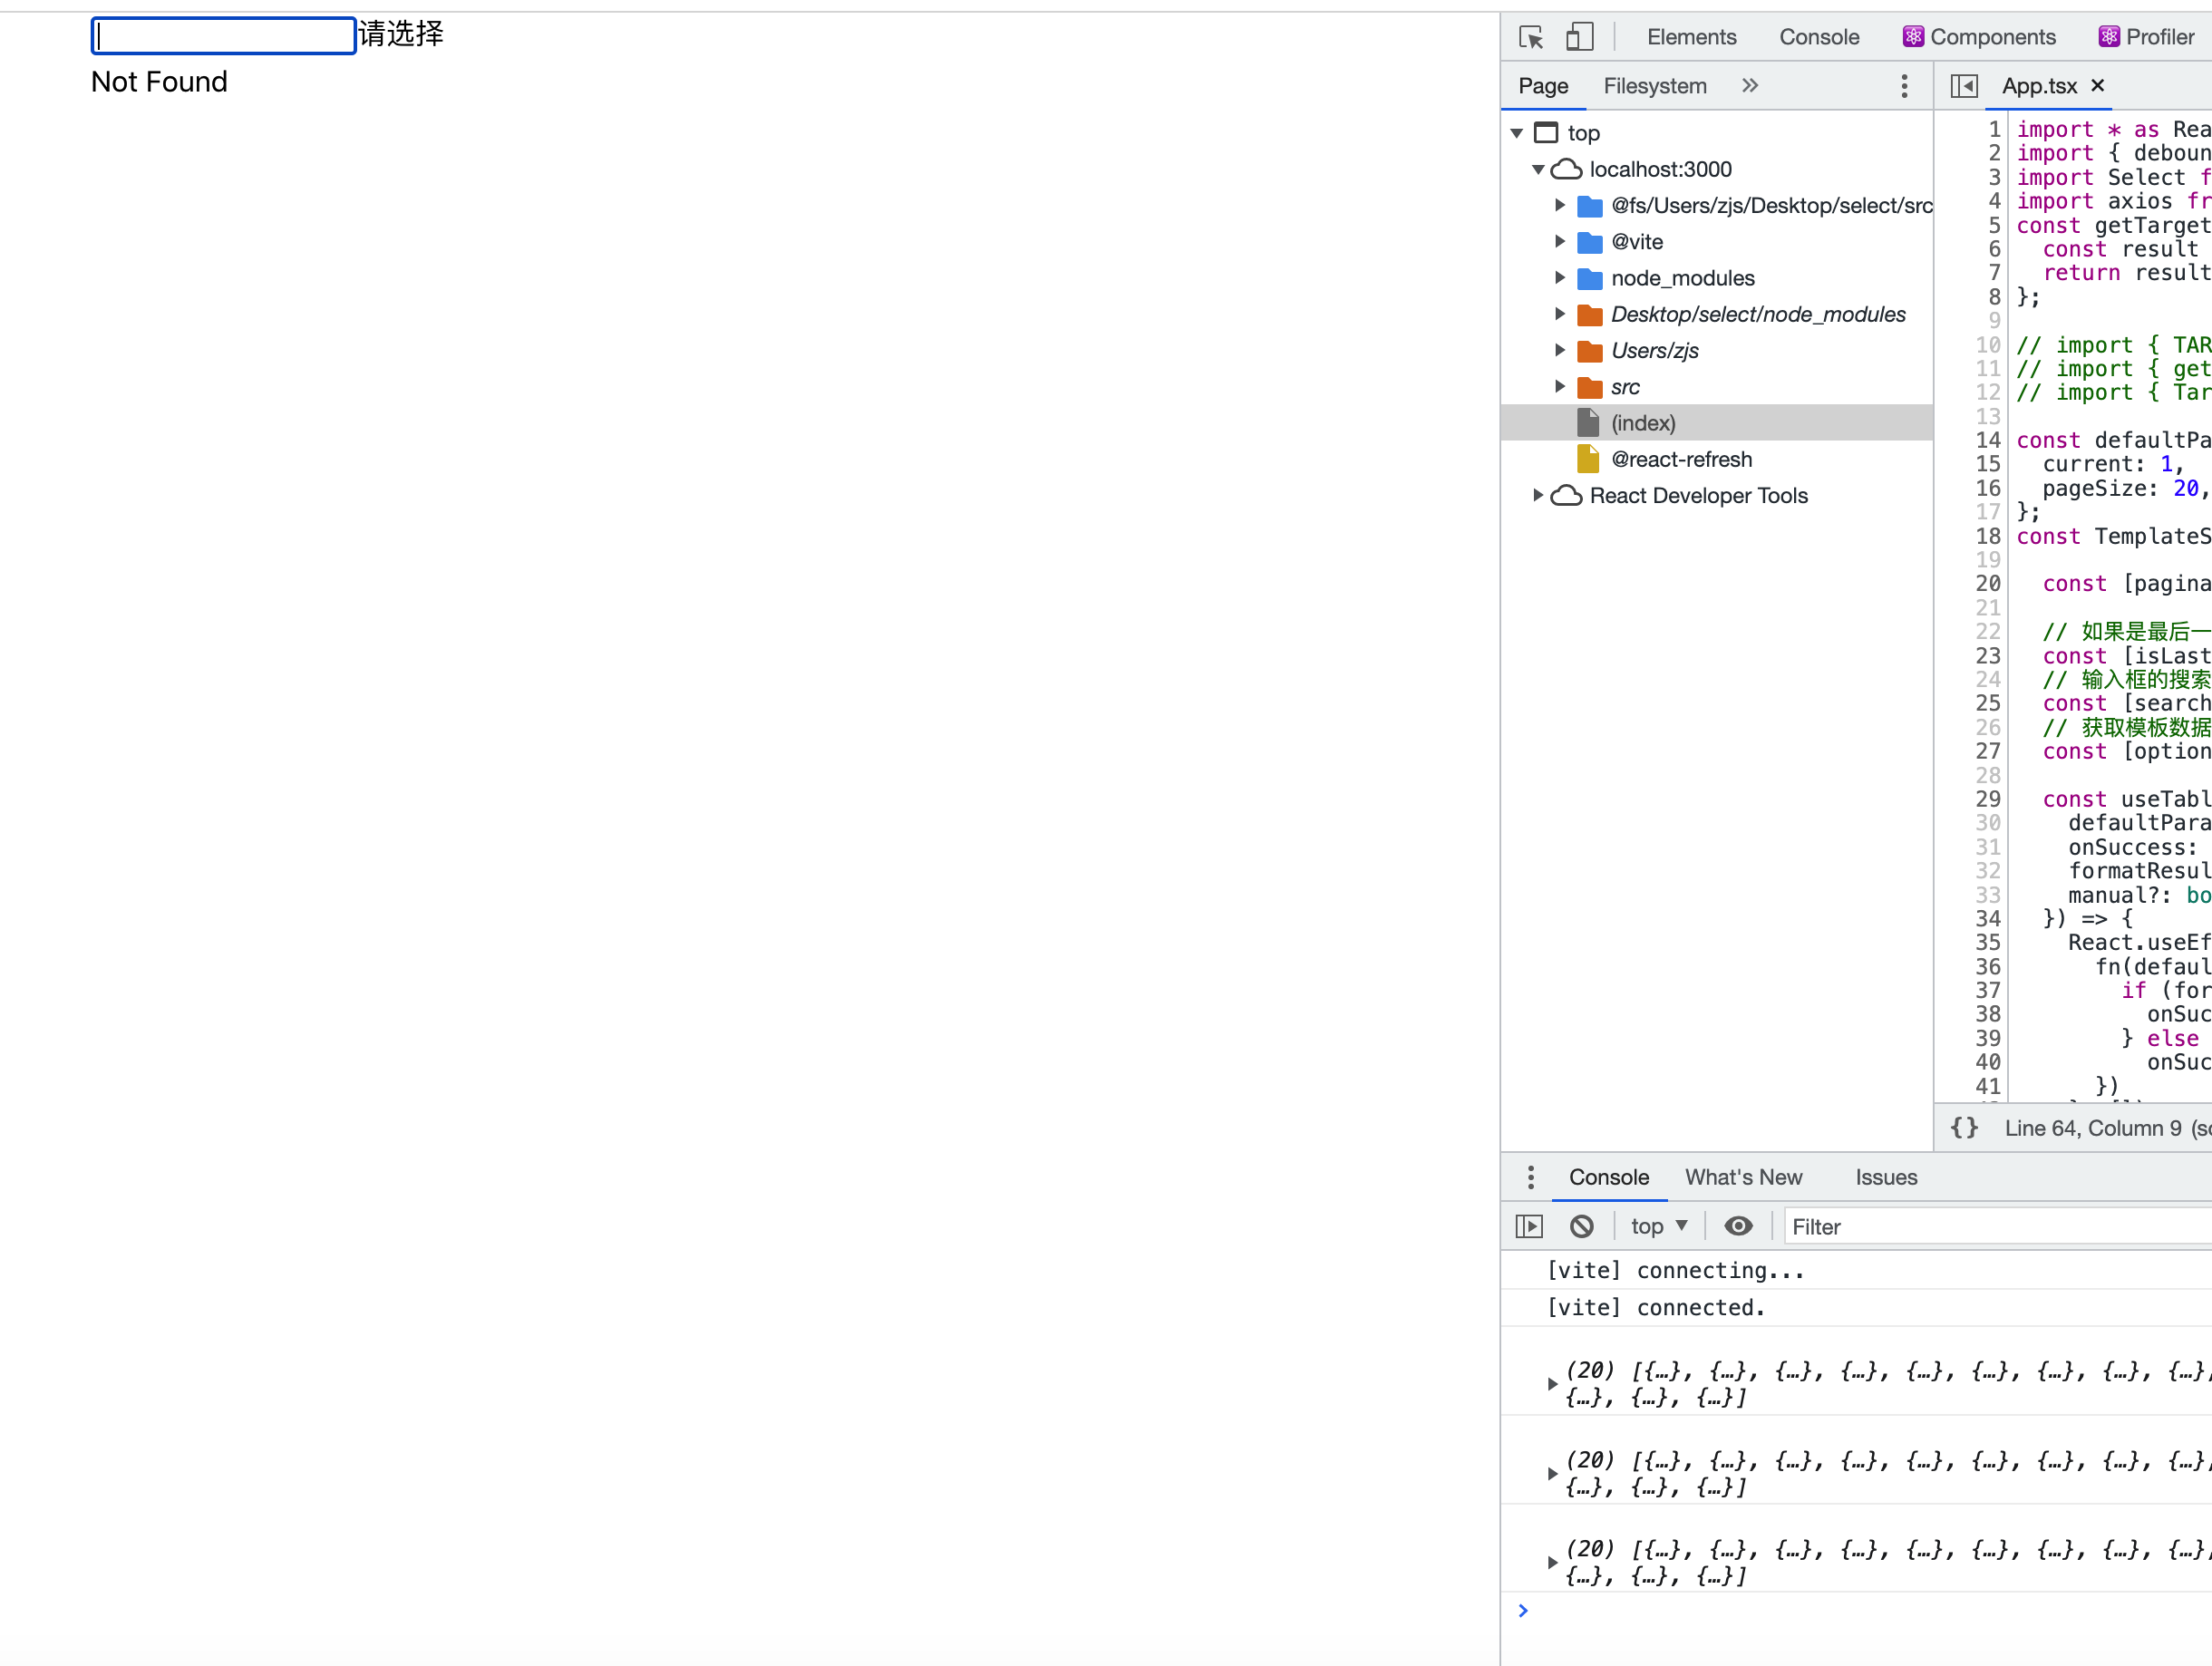 请选择
Not Found
Elements Console Components Profiler
Page Filesystem »
App.tsx ×
top
localhost:3000
@fs/Users/zjs/Desktop/select/src
@vite
node_modules
Desktop/select/node_modules
Users/zjs
src
(index)
@react-refresh
React Developer Tools
1 import * as Rea
2 import { deboun
3 import Select f
4 import axios fr
5 const getTarget
6 const result
7 return result
8 };
9
10 // import { TAR
11 // import { get
12 // import { Tar
13
14 const defaultPa
15 current: 1,
16 pageSize: 20,
17 };
18 const TemplateS
19
20 const [pagina
21
22 // 如果是最后一
23 const [isLast
24 // 输入框的搜索
25 const [search
26 // 获取模板数据
27 const [option
28
29 const useTabl
30 defaultPara
31 onSuccess:
32 formatResul
33 manual?: bo
34 }) => {
35 React.useEf
36 fn(defaul
37 if (for
38 onSuc
39 } else
40 onSuc
41 })
{} Line 64, Column 9 (so
Console What's New Issues
top ▼ Filter
[vite] connecting...
[vite] connected.
(20) [{…}, {…}, {…}, {…}, {…}, {…}, {…}, {…}, {…},
{…}, {…}, {…}]
(20) [{…}, {…}, {…}, {…}, {…}, {…}, {…}, {…}, {…},
{…}, {…}, {…}]
(20) [{…}, {…}, {…}, {…}, {…}, {…}, {…}, {…}, {…},
{…}, {…}, {…}]